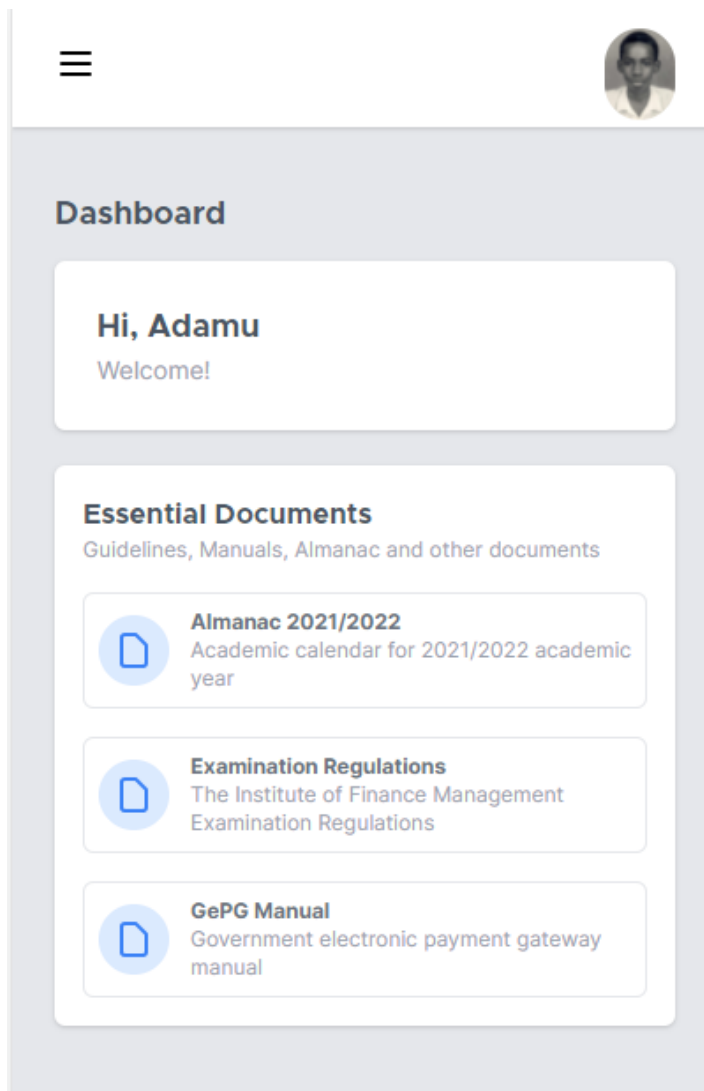 Dashboard
Hi, Adamu
Welcome!
Essential Documents
Guidelines, Manuals, Almanac and other documents
Almanac 2021/2022
Academic calendar for 2021/2022 academic
year
Examination Regulations
The Institute of Finance Management
Examination Regulations
GePG Manual
Government electronic payment gateway
manual